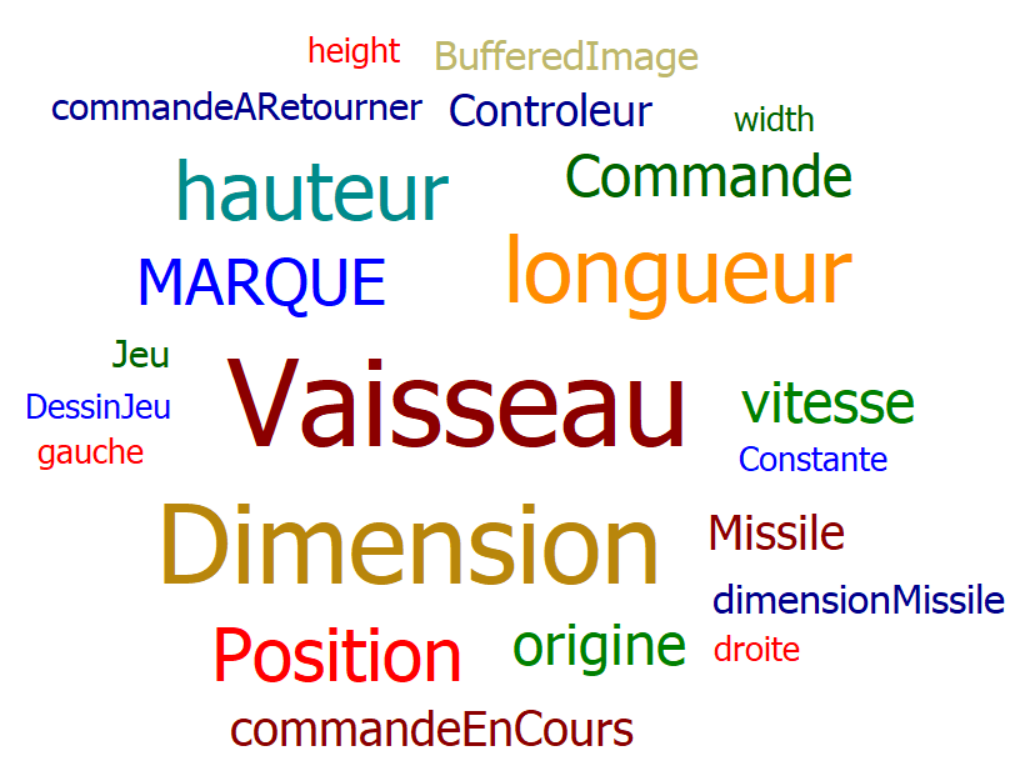 height BufferedImage
commandeARetourner Controleur
width
hauteur Commande
MARQUE longueur
Jeu
Vaisseau vitesse
DessinJeu
gauche Constante
Dimension Missile
dimensionMissile
Position origine droite
commandeEnCours